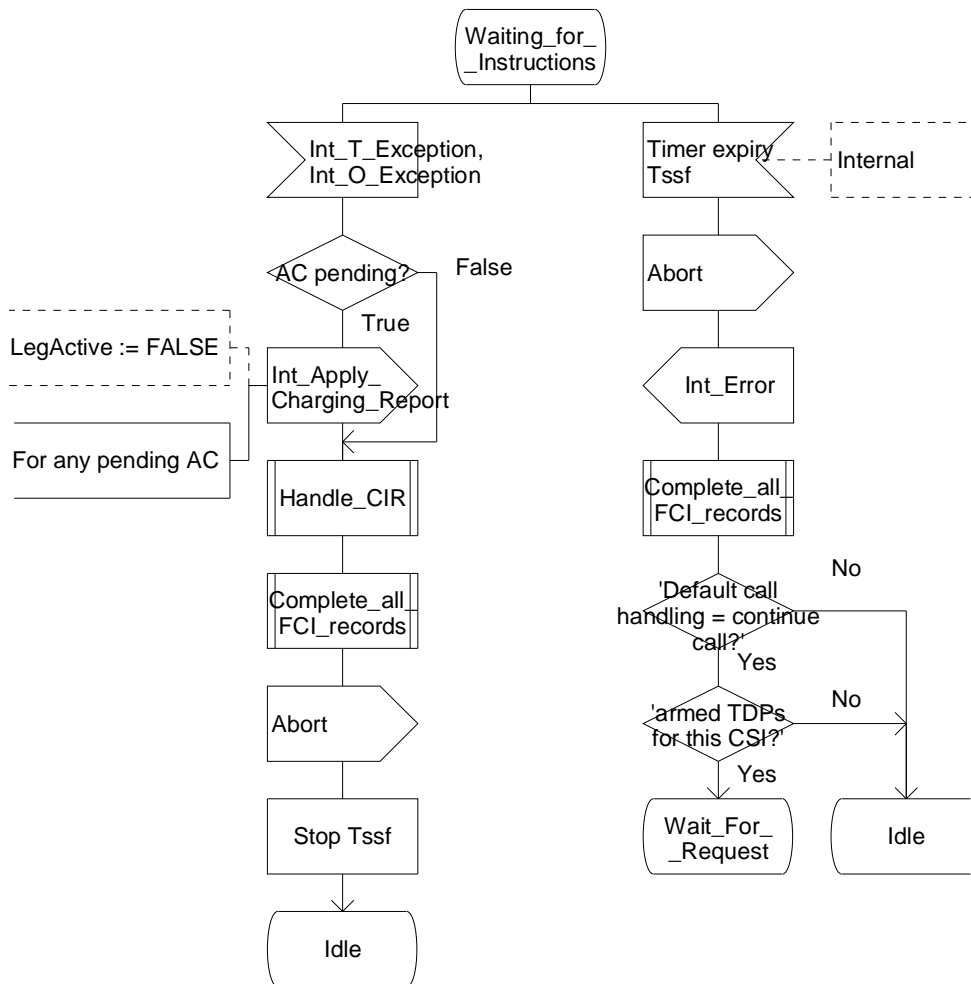 Waiting_for_
_Instructions
Int_T_Exception,
Int_O_Exception
Timer expiry
Tssf
Internal
AC pending?
False
Abort
True
LegActive := FALSE
Int_Apply_
Charging_Report
Int_Error
For any pending AC
Handle_CIR
Complete_all_
FCI_records
No
'Default call
handling = continue
call?'
Complete_all_
FCI_records
Yes
Abort
'armed TDPs
for this CSI?'
No
Yes
Stop Tssf
Wait_For_
_Request
Idle
Idle